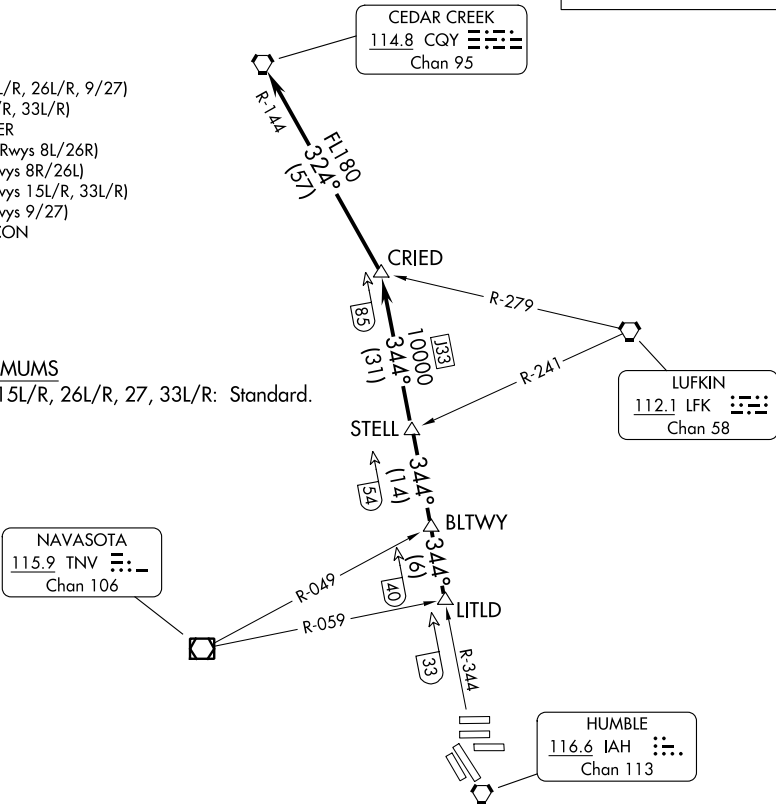 CEDAR CREEK
114.8 CQY
Chan 95
L/R, 26L/R, 9/27)
/R, 33L/R)
ER
Rwys 8L/26R)
wys 8R/26L)
wys 15L/R, 33L/R)
wys 9/27)
CON
R-144
FL180
324°
(57)
CRIED
R-279
85
10000
J33
344°
(31)
R-241
LUFKIN
112.1 LFK
Chan 58
MUMS
15L/R, 26L/R, 27, 33L/R: Standard.
STELL
344°
(14)
54
BLTWY
NAVASOTA
115.9 TNV
Chan 106
R-049
40
344°
(6)
R-059
LITLD
33
R-344
HUMBLE
116.6 IAH
Chan 113